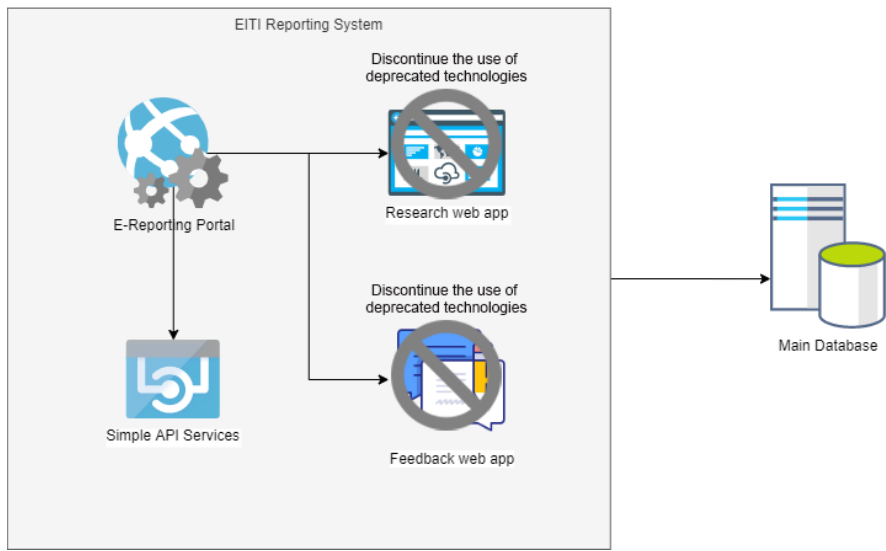 EITI Reporting System
Discontinue the use of
deprecated technologies
Research web app
E-Reporting Portal
Discontinue the use of
deprecated technologies
Main Database
Simple API Services
Feedback web app